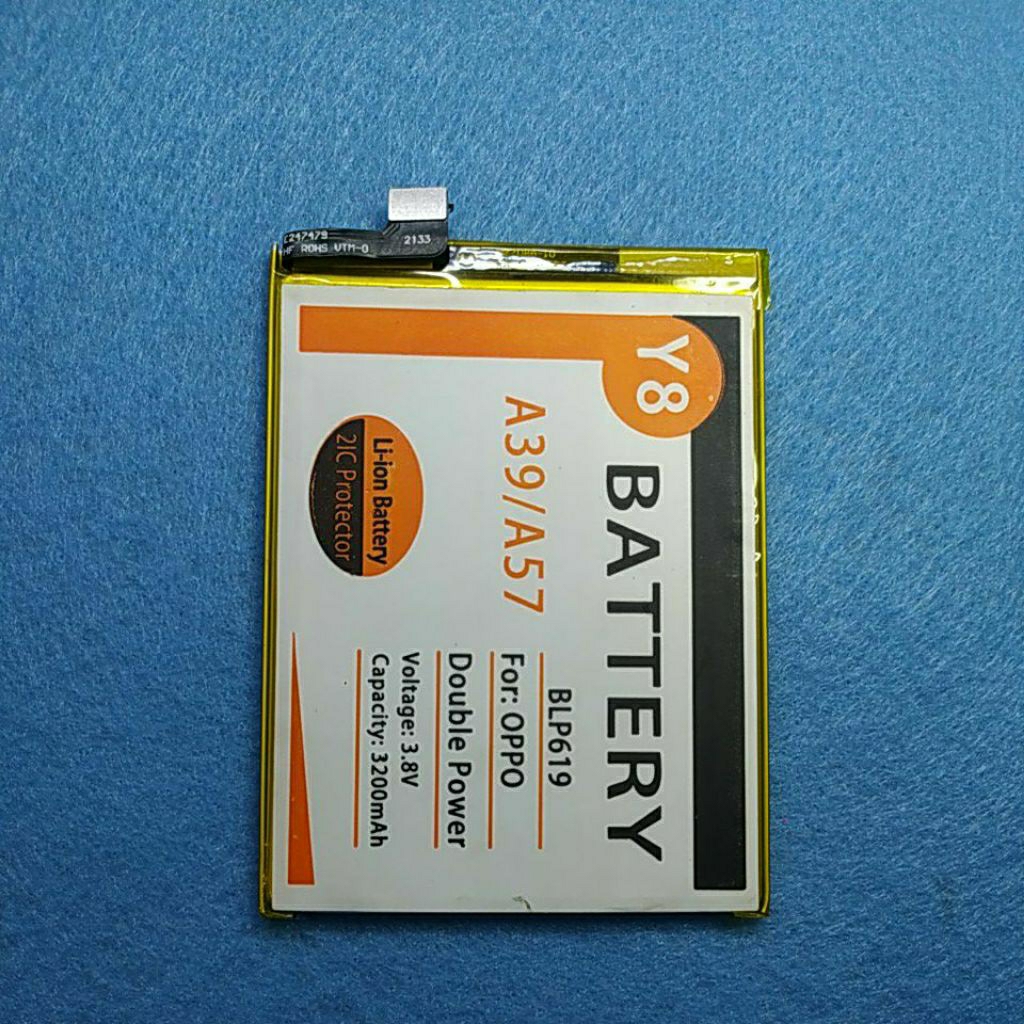 E247479
HF ROHS VTM-0
2133
Y8
BATTERY
A39/A57
BLP619
For: OPPO
Double Power
Voltage: 3.8V
Capacity: 3200mAh
Li-ion Battery
2IC Protector